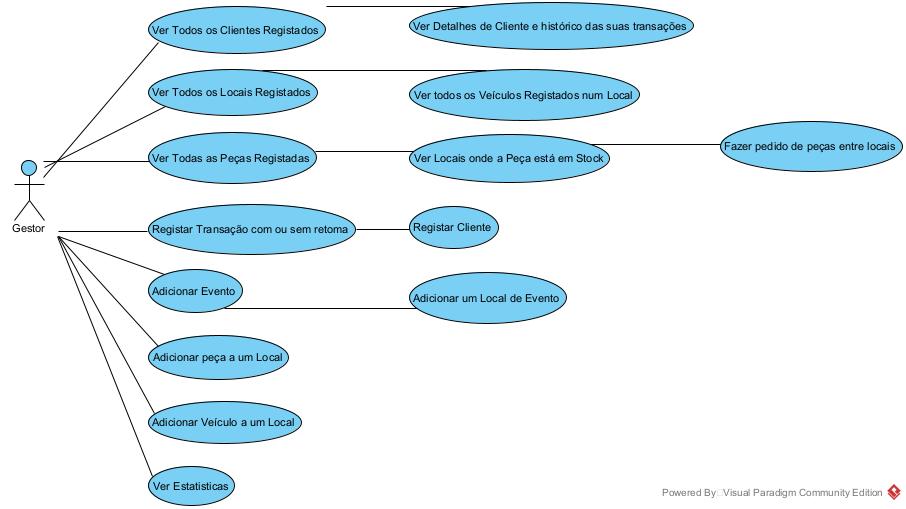 Ver Todos os Clientes Registados
Ver Detalhes de Cliente e histórico das suas transações
Ver Todos os Locais Registados
Ver todos os Veículos Registados num Local
Ver Todas as Peças Registadas
Ver Locais onde a Peça está em Stock
Fazer pedido de peças entre locais
Gestor
Registar Transação com ou sem retoma
Registar Cliente
Adicionar Evento
Adicionar um Local de Evento
Adicionar peça a um Local
Adicionar Veículo a um Local
Ver Estatisticas
Powered By Visual Paradigm Community Edition